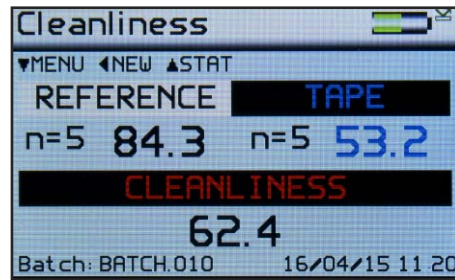 Cleanliness
▼MENU ◀NEW ▲STAT
REFERENCE TAPE
n=5 84.3 n=5 53.2
CLEANLINESS
62.4
Batch: BATCH.010 16/04/15 11.20